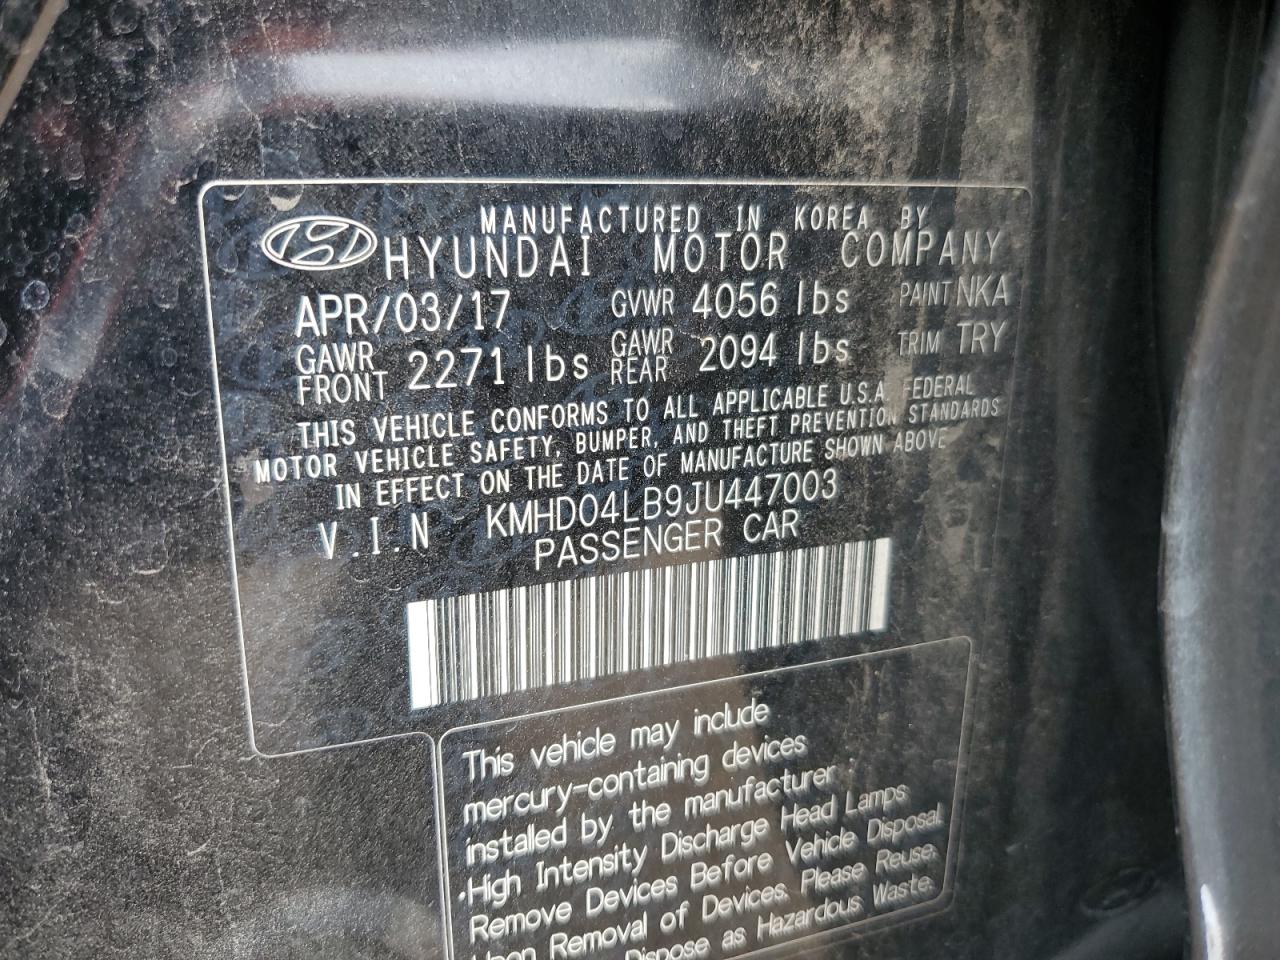 MANUFACTURED IN KOREA BY
HYUNDAI MOTOR COMPANY
APR/03/17 GVWR 4056 lbs PAINT NKA
GAWR FRONT 2271 lbs GAWR REAR 2094 lbs TRIM TRY
THIS VEHICLE CONFORMS TO ALL APPLICABLE U.S.A FEDERAL
MOTOR VEHICLE SAFETY, BUMPER, AND THEFT PREVENTION STANDARDS
IN EFFECT ON THE DATE OF MANUFACTURE SHOWN ABOVE
V.I.N KMHD04LB9JU447003
PASSENGER CAR
This vehicle may include
mercury-containing devices
installed by the manufacturer :
•High Intensity Discharge Head Lamps
Remove Devices Before Vehicle Disposal
Upon Removal of Devices. Please Reuse,
Dispose as Hazardous Waste.